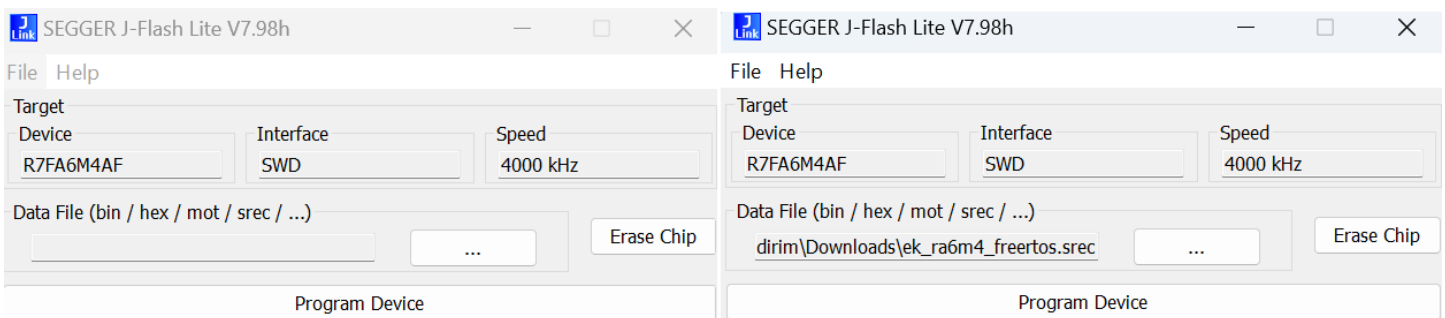 J Link SEGGER J-Flash Lite V7.98h
File Help
Target
Device Interface Speed
R7FA6M4AF SWD 4000 kHz
Data File (bin / hex / mot / srec / ...)
... Erase Chip
Program Device
J Link SEGGER J-Flash Lite V7.98h
File Help
Target
Device Interface Speed
R7FA6M4AF SWD 4000 kHz
Data File (bin / hex / mot / srec / ...)
dirim\Downloads\ek_ra6m4_freertos.srec ... Erase Chip
Program Device